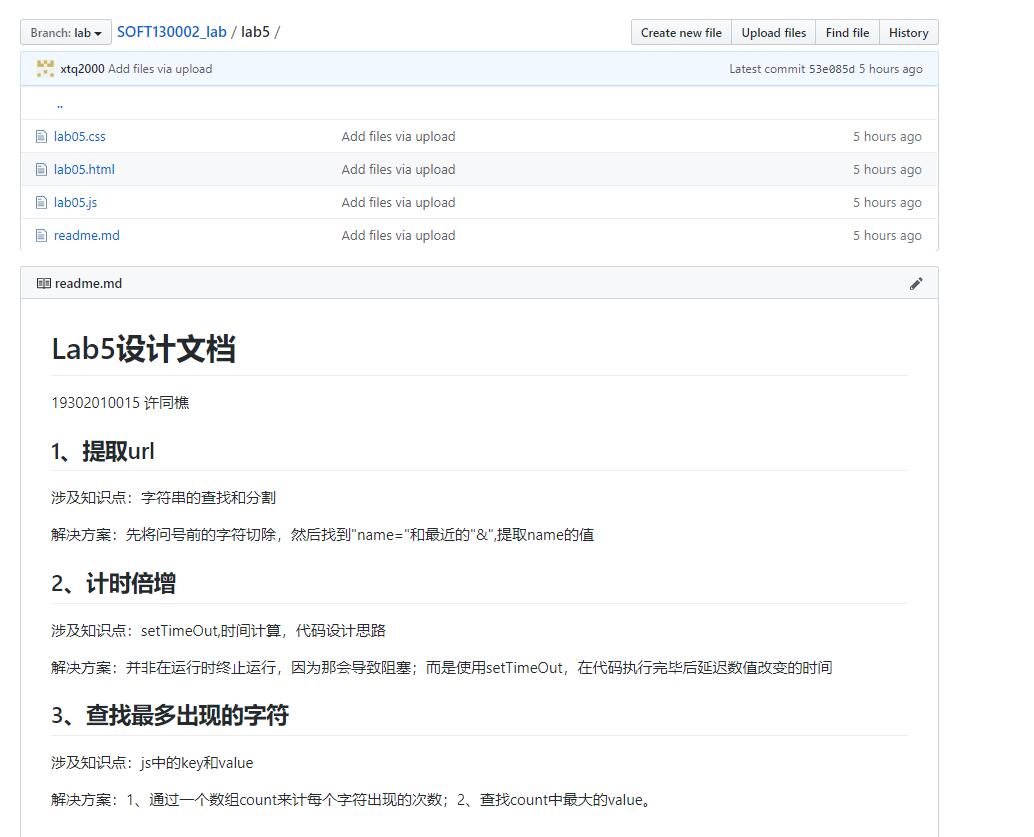 Branch: lab SOFT130002_lab / lab5 / Create new file Upload files Find file History
xtq2000 Add files via upload Latest commit 53e085d 5 hours ago
..
lab05.css Add files via upload 5 hours ago
lab05.html Add files via upload 5 hours ago
lab05.js Add files via upload 5 hours ago
readme.md Add files via upload 5 hours ago
readme.md
Lab5设计文档
19302010015 许同樵
1、提取url
涉及知识点：字符串的查找和分割
解决方案：先将问号前的字符切除，然后找到"name="和最近的"&",提取name的值
2、计时倍增
涉及知识点：setTimeOut,时间计算，代码设计思路
解决方案：并非在运行时终止运行，因为那会导致阻塞；而是使用setTimeOut，在代码执行完毕后延迟数值改变的时间
3、查找最多出现的字符
涉及知识点：js中的key和value
解决方案：1、通过一个数组count来计每个字符出现的次数；2、查找count中最大的value。